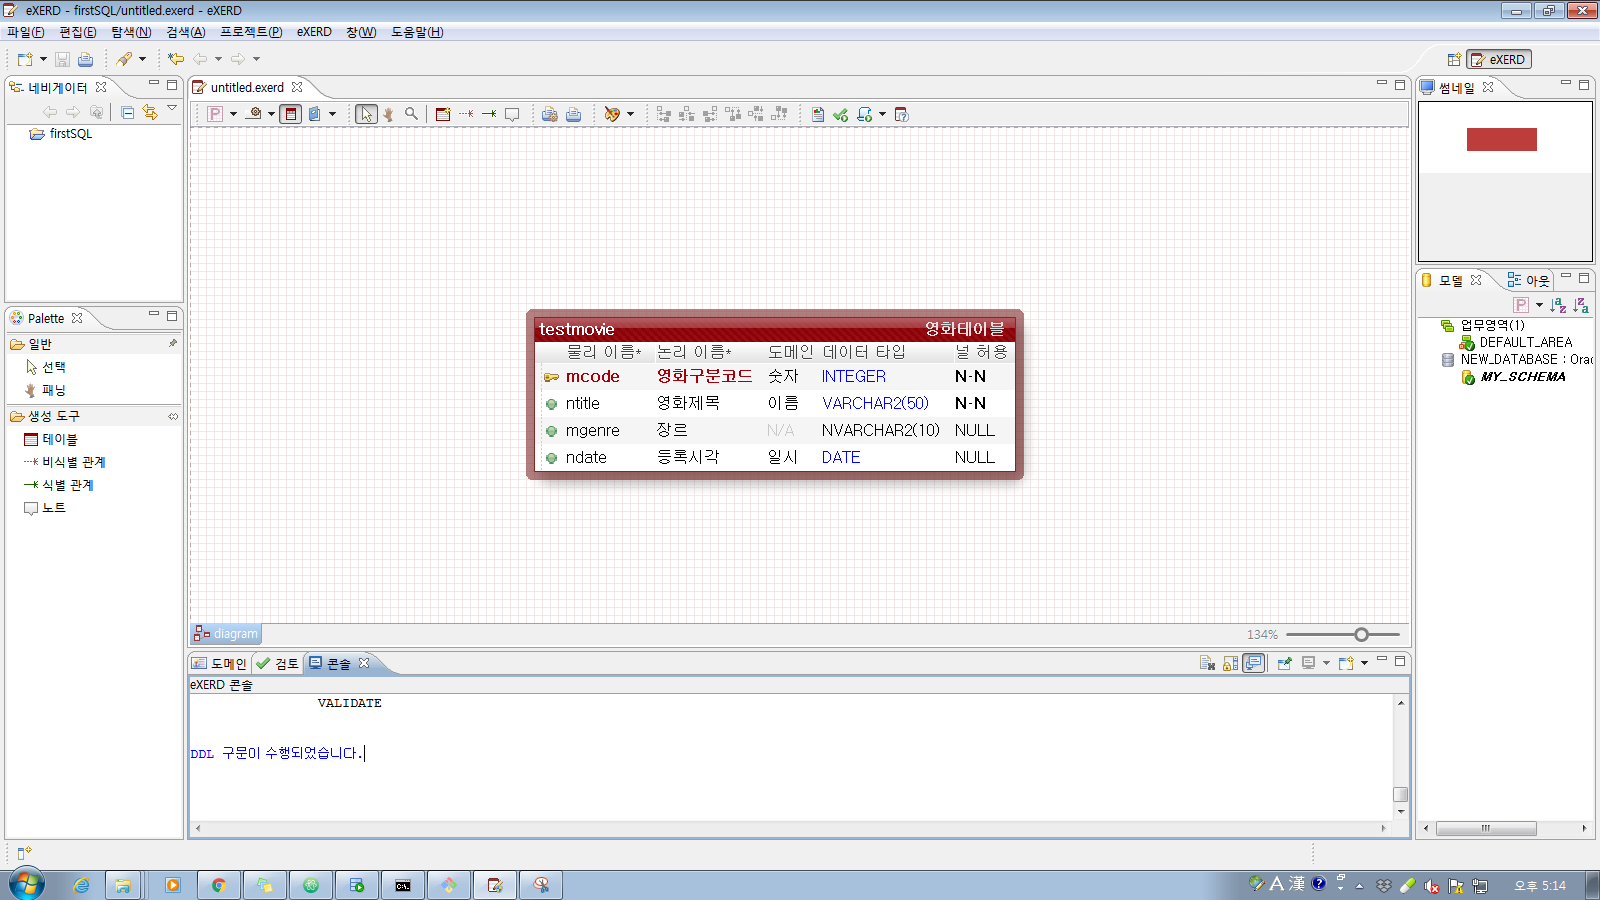 eXERD - firstSQL/untitled.exerd - eXERD
파일(F) 편집(E) 탐색(N) 검색(A) 프로젝트(P) eXERD 창(W) 도움말(H)
eXERD
네비게이터
firstSQL
untitled.exerd
썸네일
testmovie 영화테이블
물리 이름* 논리 이름* 도메인 데이터 타입 널 허용
mcode 영화구분코드 숫자 INTEGER N-N
ntitle 영화제목 이름 VARCHAR2(50) N-N
mgenre 장르 N/A NVARCHAR2(10) NULL
ndate 등록시각 일시 DATE NULL
Palette
일반
선택
패닝
생성 도구
테이블
비식별 관계
식별 관계
노트
모델 아웃
업무영역(1)
DEFAULT_AREA
NEW_DATABASE : Orac
MY_SCHEMA
diagram 134%
도메인 검토 콘솔
eXERD 콘솔
VALIDATE
DDL 구문이 수행되었습니다.
A 漢
오후 5:14